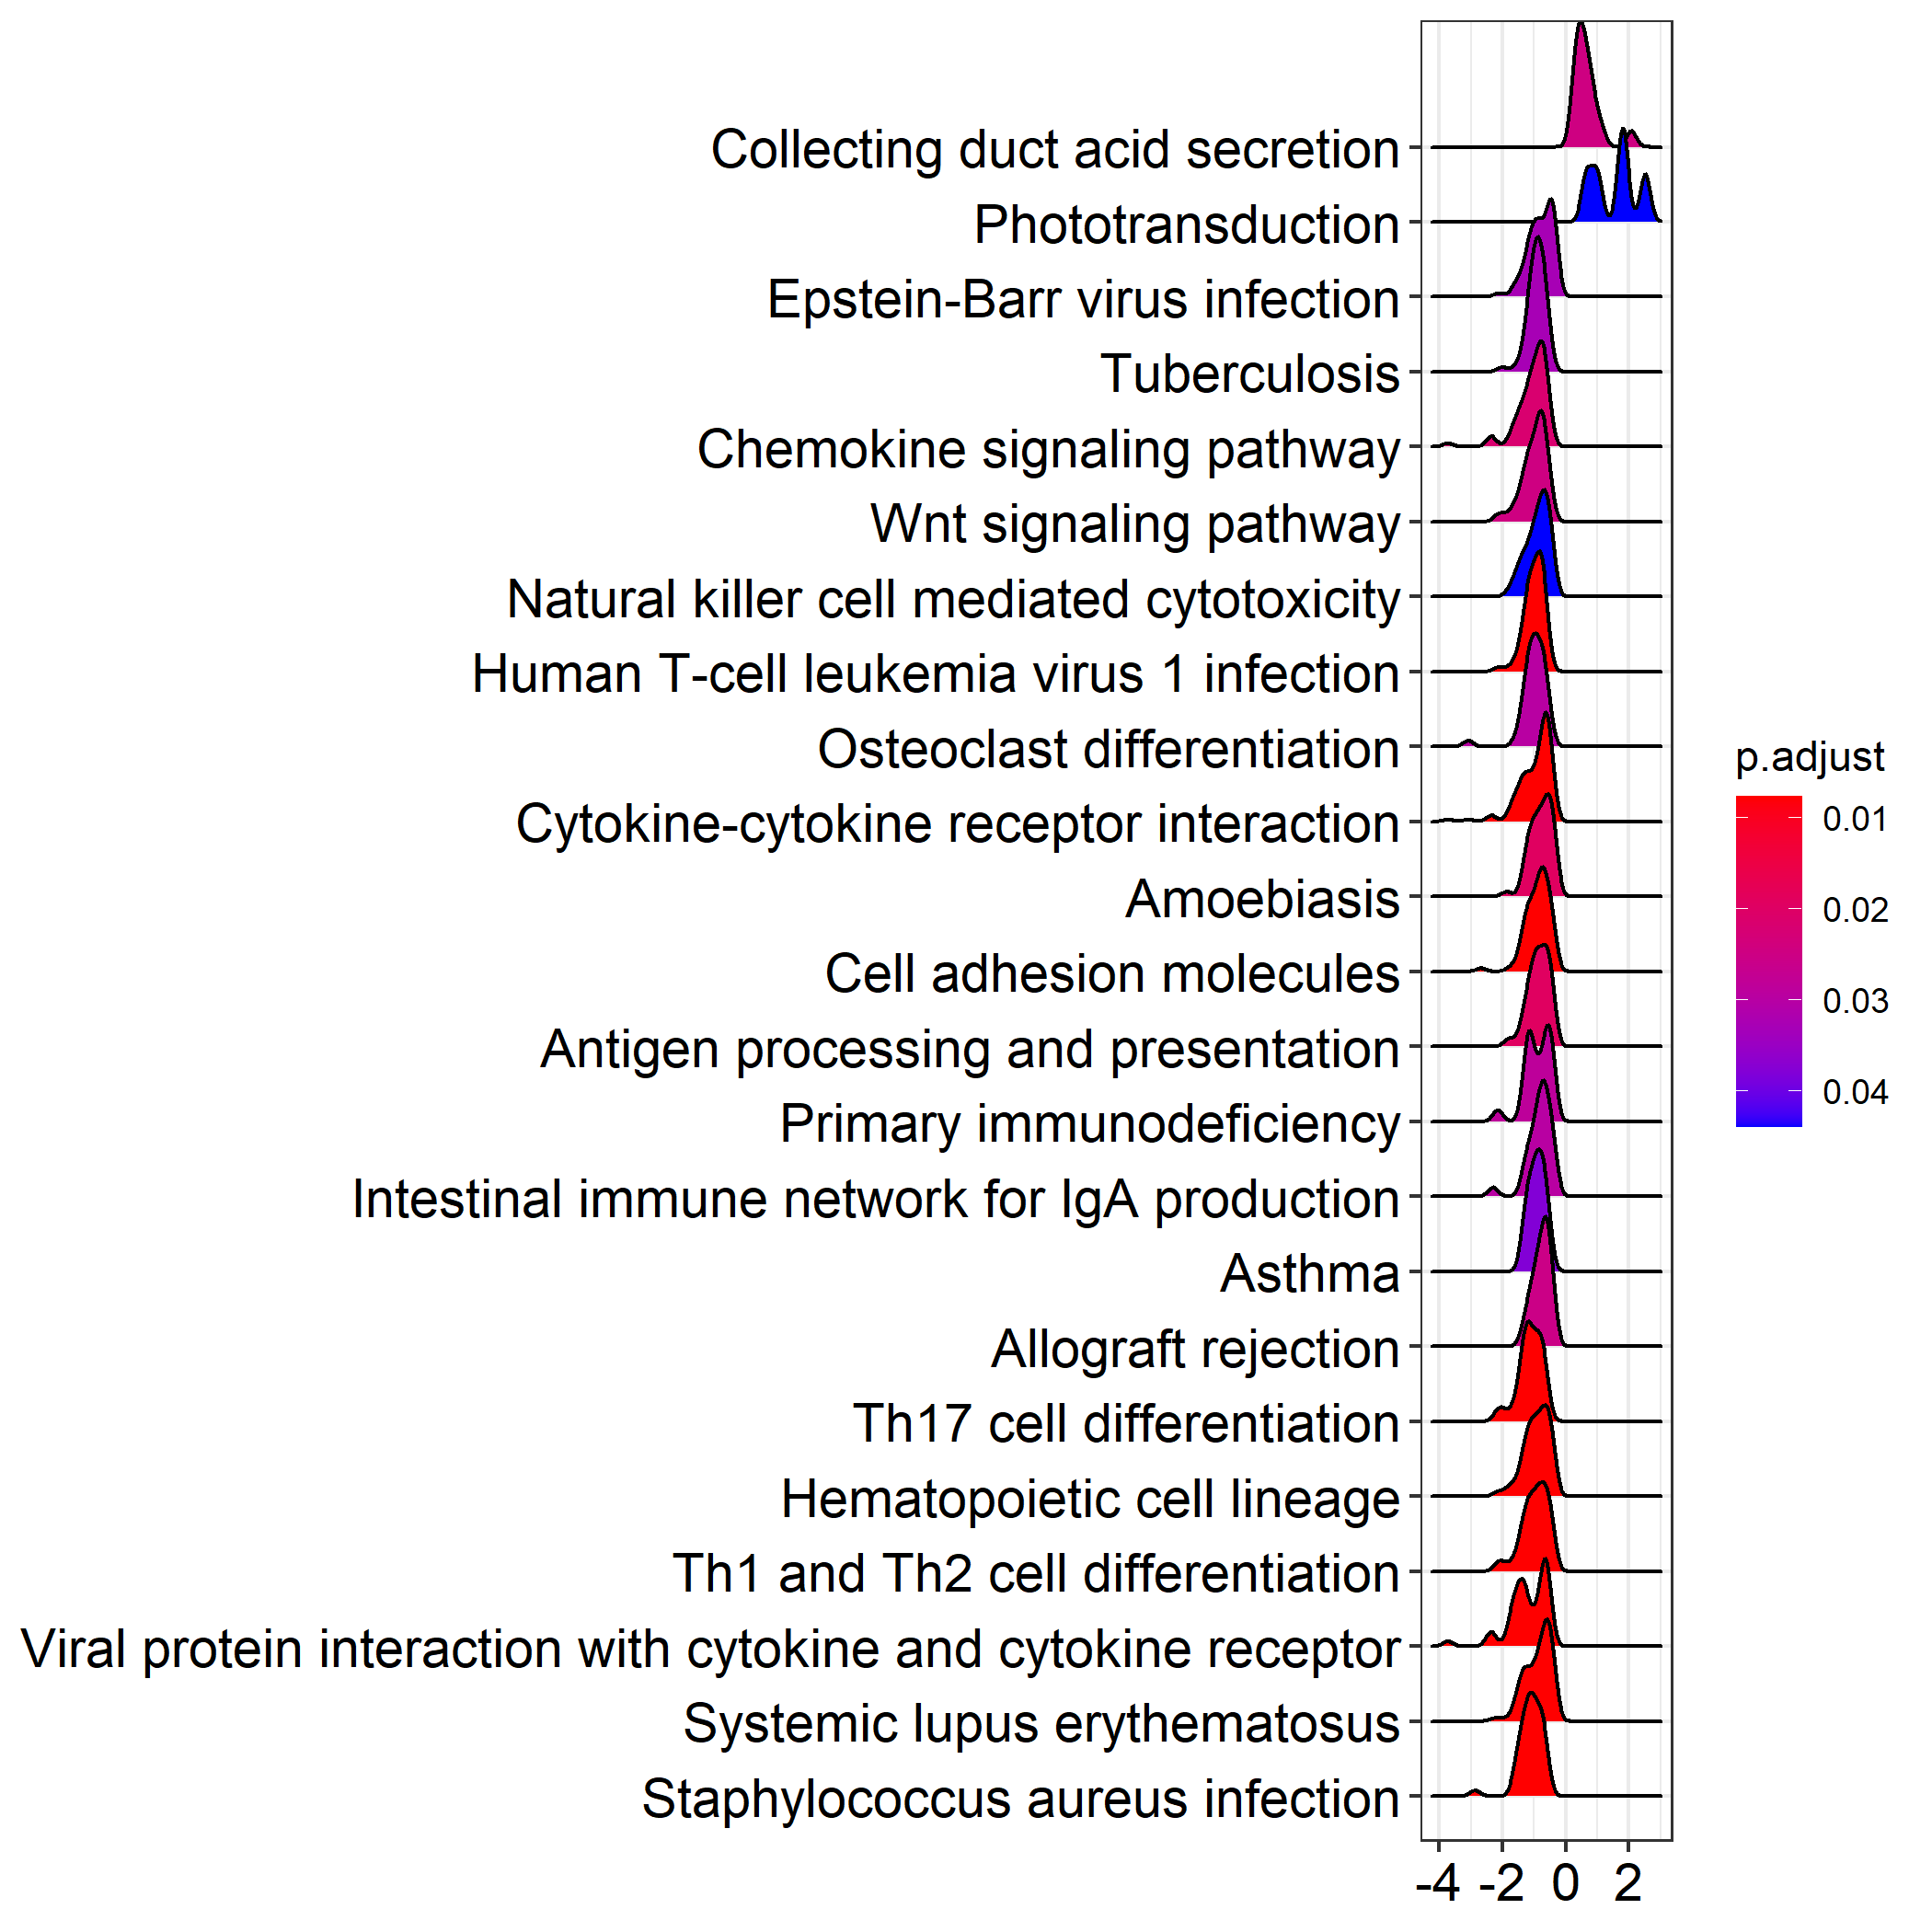 Collecting duct acid secretion
Phototransduction
Epstein-Barr virus infection
Tuberculosis
Chemokine signaling pathway
Wnt signaling pathway
Natural killer cell mediated cytotoxicity
Human T-cell leukemia virus 1 infection
Osteoclast differentiation
Cytokine-cytokine receptor interaction
Amoebiasis
Cell adhesion molecules
Antigen processing and presentation
Primary immunodeficiency
Intestinal immune network for IgA production
Asthma
Allograft rejection
Th17 cell differentiation
Hematopoietic cell lineage
Th1 and Th2 cell differentiation
Viral protein interaction with cytokine and cytokine receptor
Systemic lupus erythematosus
Staphylococcus aureus infection
-4 -2 0 2
p.adjust
0.01
0.02
0.03
0.04